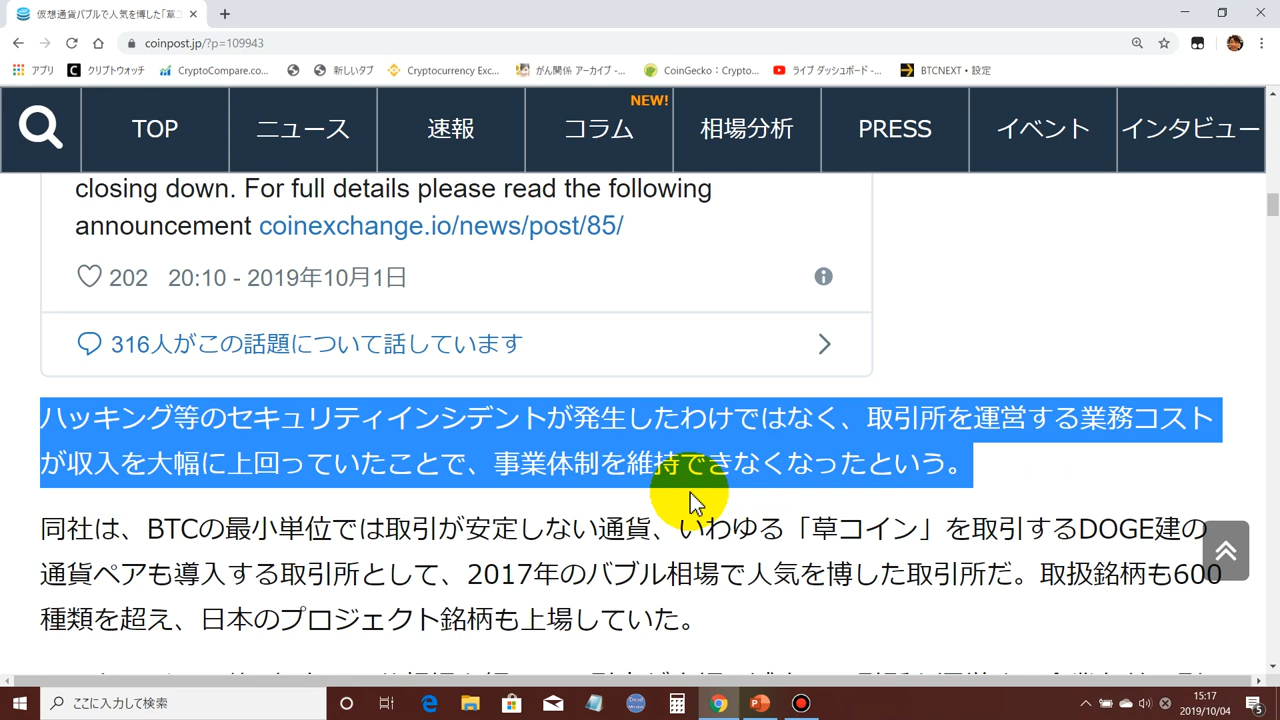 仮想通貨バブルで人気を博した「草コ
coinpost.jp/?p=109943
アプリ クリプトウォッチ CryptoCompare.co... 新しいタブ Cryptocurrency Exc... がん関係 アーカイブ -... CoinGecko：Crypto... ライブ ダッシュボード -... BTCNEXT・設定
NEW!
TOP ニュース 速報 コラム 相場分析 PRESS イベント インタビュー
closing down. For full details please read the following
announcement coinexchange.io/news/post/85/
202 20:10 - 2019年10月1日
316人がこの話題について話しています
ハッキング等のセキュリティインシデントが発生したわけではなく、取引所を運営する業務コスト
が収入を大幅に上回っていたことで、事業体制を維持できなくなったという。
同社は、BTCの最小単位では取引が安定しない通貨、いわゆる「草コイン」を取引するDOGE建の
通貨ペアも導入する取引所として、2017年のバブル相場で人気を博した取引所だ。取扱銘柄も600
種類を超え、日本のプロジェクト銘柄も上場していた。
ここに入力して検索
15:17
2019/10/04
5